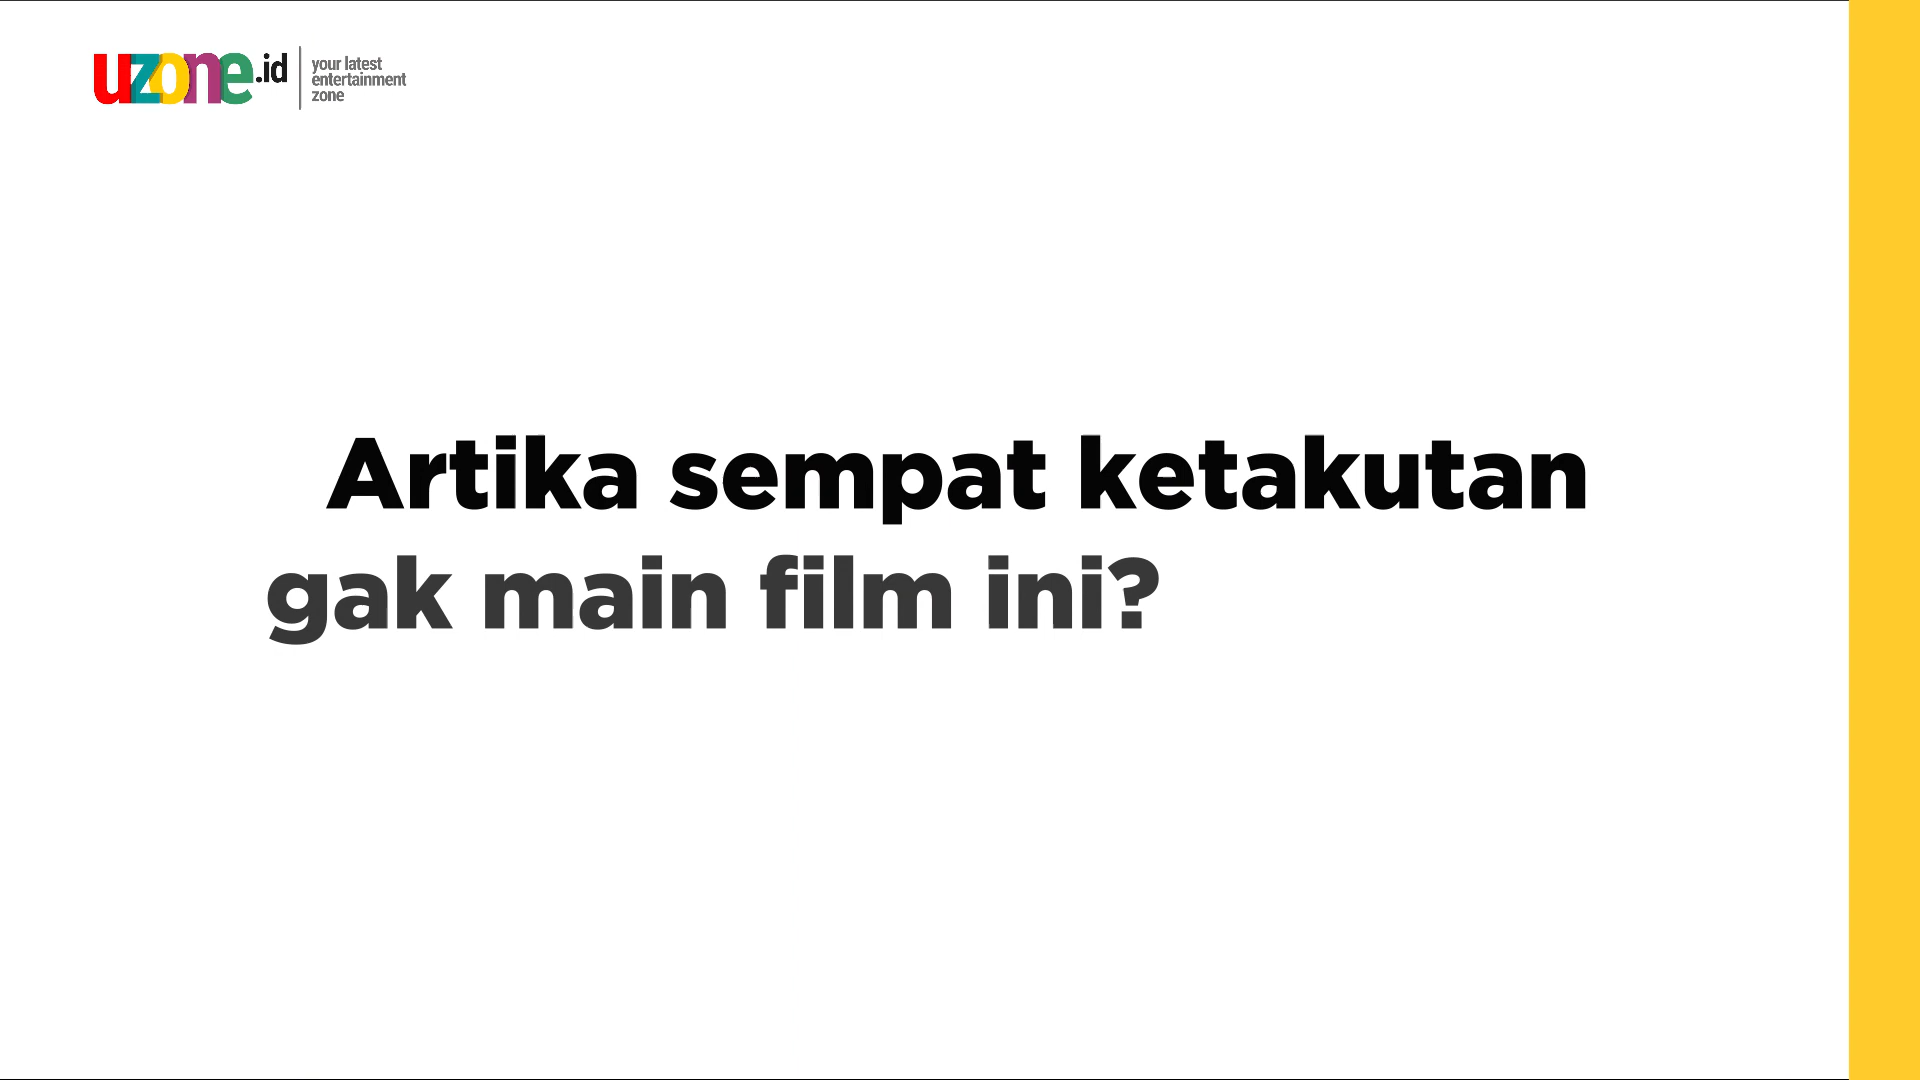 uzone.id
your latest
entertainment
zone
Artika sempat ketakutan
gak main film ini?